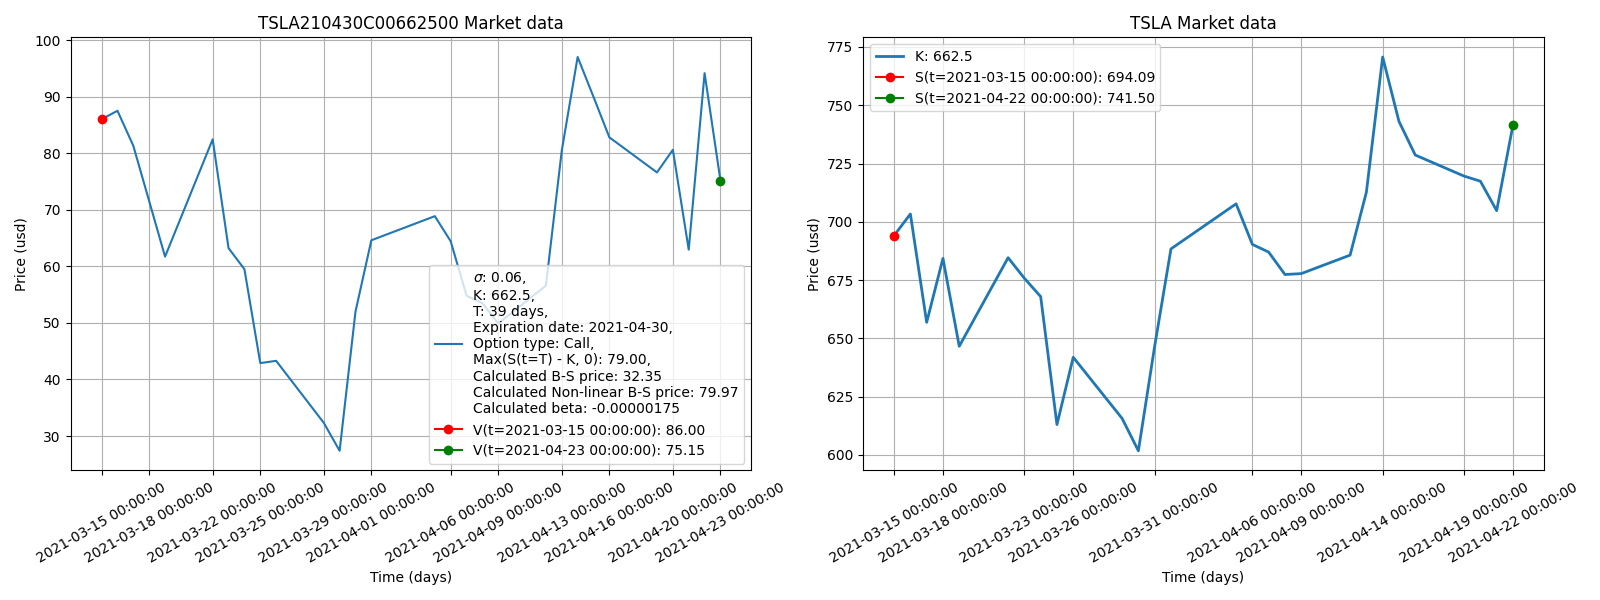 TSLA210430C00662500 Market data
Price (usd)
100
90
80
70
60
50
40
30
σ: 0.06,
K: 662.5,
T: 39 days,
Expiration date: 2021-04-30,
Option type: Call,
Max(S(t=T) - K, 0): 79.00,
Calculated B-S price: 32.35
Calculated Non-linear B-S price: 79.97
Calculated beta: -0.00000175
V(t=2021-03-15 00:00:00): 86.00
V(t=2021-04-23 00:00:00): 75.15
2021-03-15 00:00:00
2021-03-18 00:00:00
2021-03-22 00:00:00
2021-03-25 00:00:00
2021-03-29 00:00:00
2021-04-01 00:00:00
2021-04-06 00:00:00
2021-04-09 00:00:00
2021-04-13 00:00:00
2021-04-16 00:00:00
2021-04-20 00:00:00
2021-04-23 00:00:00
Time (days)
TSLA Market data
Price (usd)
775
750
725
700
675
650
625
600
K: 662.5
S(t=2021-03-15 00:00:00): 694.09
S(t=2021-04-22 00:00:00): 741.50
2021-03-15 00:00:00
2021-03-18 00:00:00
2021-03-23 00:00:00
2021-03-26 00:00:00
2021-03-31 00:00:00
2021-04-06 00:00:00
2021-04-09 00:00:00
2021-04-14 00:00:00
2021-04-19 00:00:00
2021-04-22 00:00:00
Time (days)